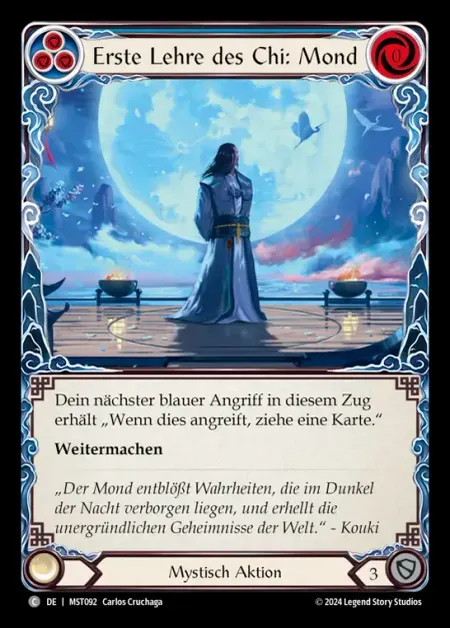 Erste Lehre des Chi: Mond
0
Dein nächster blauer Angriff in diesem Zug
erhält „Wenn dies angreift, ziehe eine Karte.“
Weitermachen
„Der Mond entblößt Wahrheiten, die im Dunkel
der Nacht verborgen liegen, und erhellt die
unergründlichen Geheimnisse der Welt.“ - Kouki
Mystisch Aktion
3
C DE | MST092 Carlos Cruchaga
© 2024 Legend Story Studios